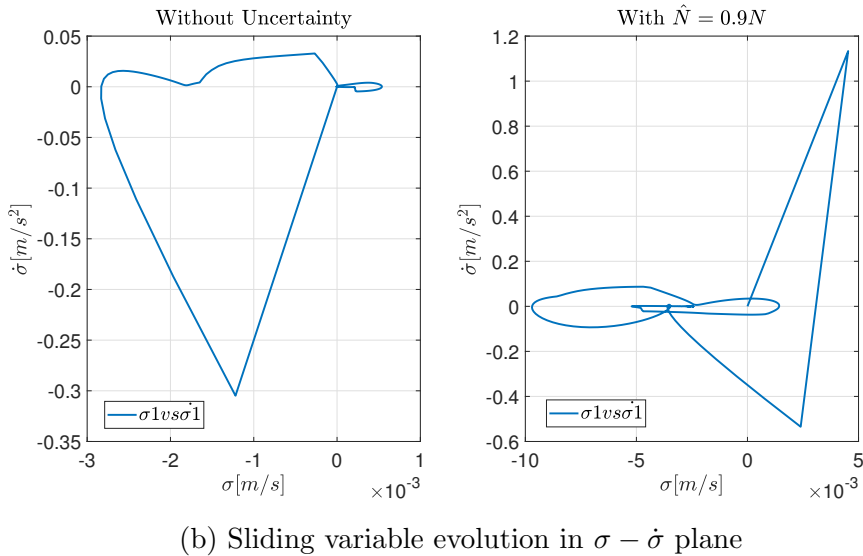 Without Uncertainty
0.05
0
-0.05
-0.1
-0.15
-0.2
-0.25
-0.3
-0.35
σ̇[m/s²]
σ1vsσ̇1
-3 -2 -1 0 1
σ[m/s]
×10⁻³
With N̂ = 0.9N
1.2
1
0.8
0.6
0.4
0.2
0
-0.2
-0.4
-0.6
σ̇[m/s²]
σ1vsσ̇1
-10 -5 0 5
σ[m/s]
×10⁻³
(b) Sliding variable evolution in σ − σ̇ plane